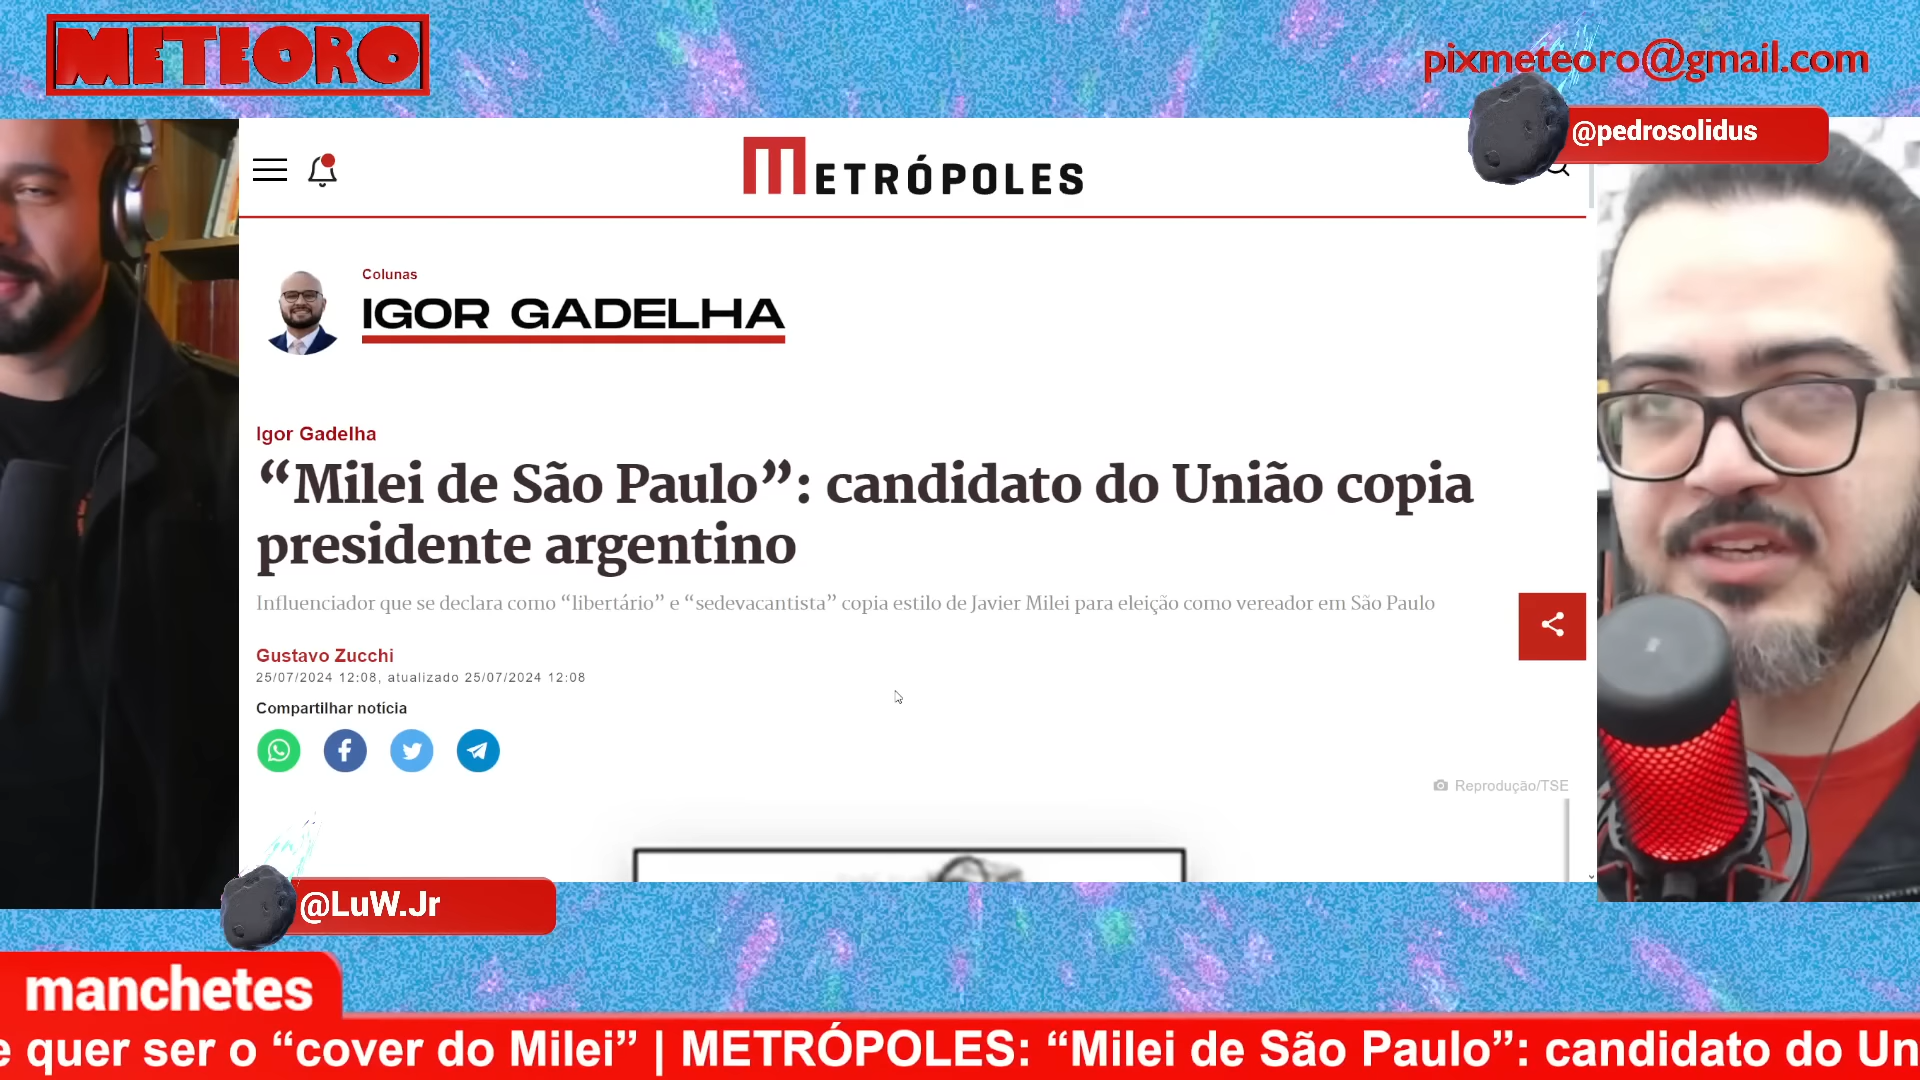 METEORO
pixmeteoro@gmail.com
@pedrosolidus
METRÓPOLES
Colunas
IGOR GADELHA
Igor Gadelha
“Milei de São Paulo”: candidato do União copia
presidente argentino
Influenciador que se declara como “libertário” e “sedevacantista” copia estilo de Javier Milei para eleição como vereador em São Paulo
Gustavo Zucchi
25/07/2024 12:08, atualizado 25/07/2024 12:08
Compartilhar notícia
Reprodução/TSE
@LuW.Jr
manchetes
e quer ser o “cover do Milei” | METRÓPOLES: “Milei de São Paulo”: candidato do Un